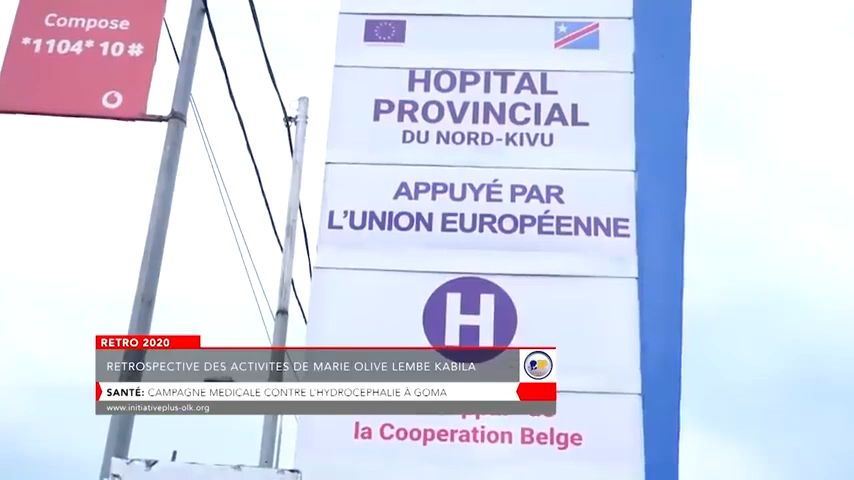 Compose
*1104*10#
HOPITAL
PROVINCIAL
DU NORD-KIVU
APPUYÉ PAR
L'UNION EUROPÉENNE
H
RETRO 2020
RETROSPECTIVE DES ACTIVITES DE MARIE OLIVE LEMBE KABILA
SANTÉ: CAMPAGNE MEDICALE CONTRE L'HYDROCEPHALIE À GOMA
www.initiativeplus-olk.org
la Cooperation Belge